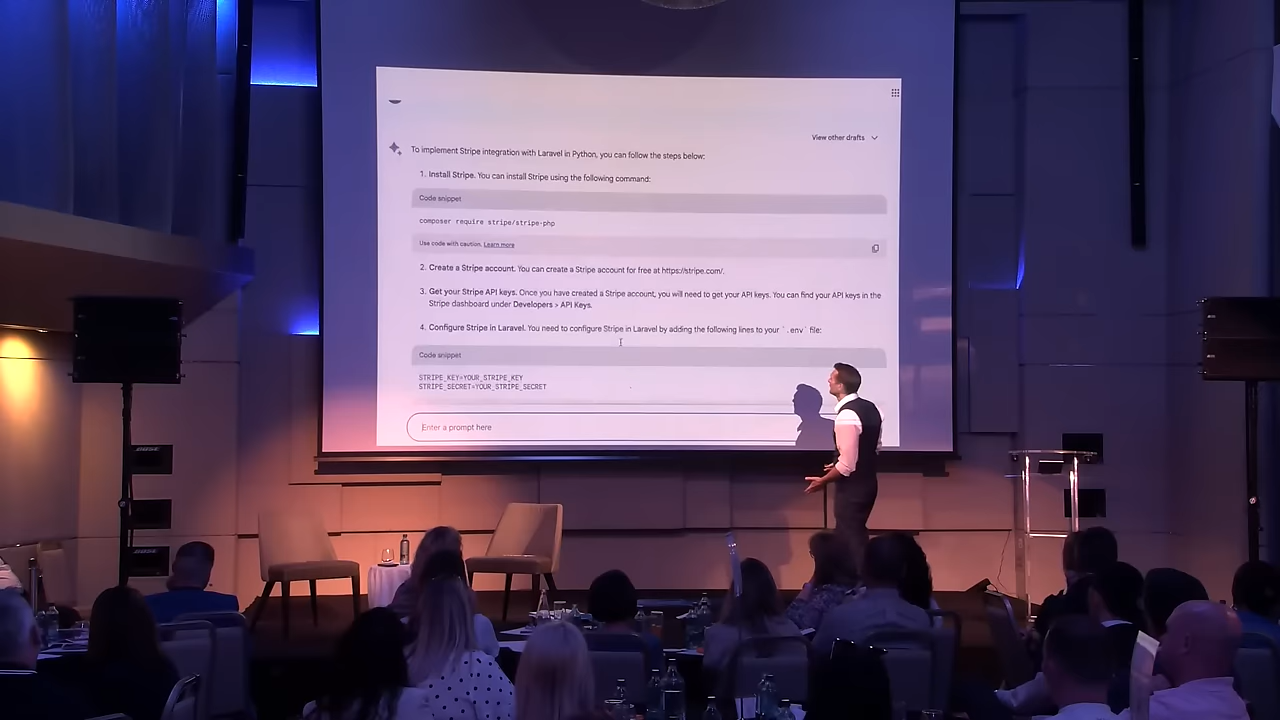 View other drafts
To implement Stripe integration with Laravel in Python, you can follow the steps below:
1. Install Stripe. You can install Stripe using the following command:
Code snippet
composer require stripe/stripe-php
Use code with caution. Learn more
2. Create a Stripe account. You can create a Stripe account for free at https://stripe.com/.
3. Get your Stripe API keys. Once you have created a Stripe account, you will need to get your API keys. You can find your API keys in the
Stripe dashboard under Developers > API Keys.
4. Configure Stripe in Laravel. You need to configure Stripe in Laravel by adding the following lines to your `.env` file:
Code snippet
STRIPE_KEY=YOUR_STRIPE_KEY
STRIPE_SECRET=YOUR_STRIPE_SECRET
Enter a prompt here
BOSE
BOSE
BOSE